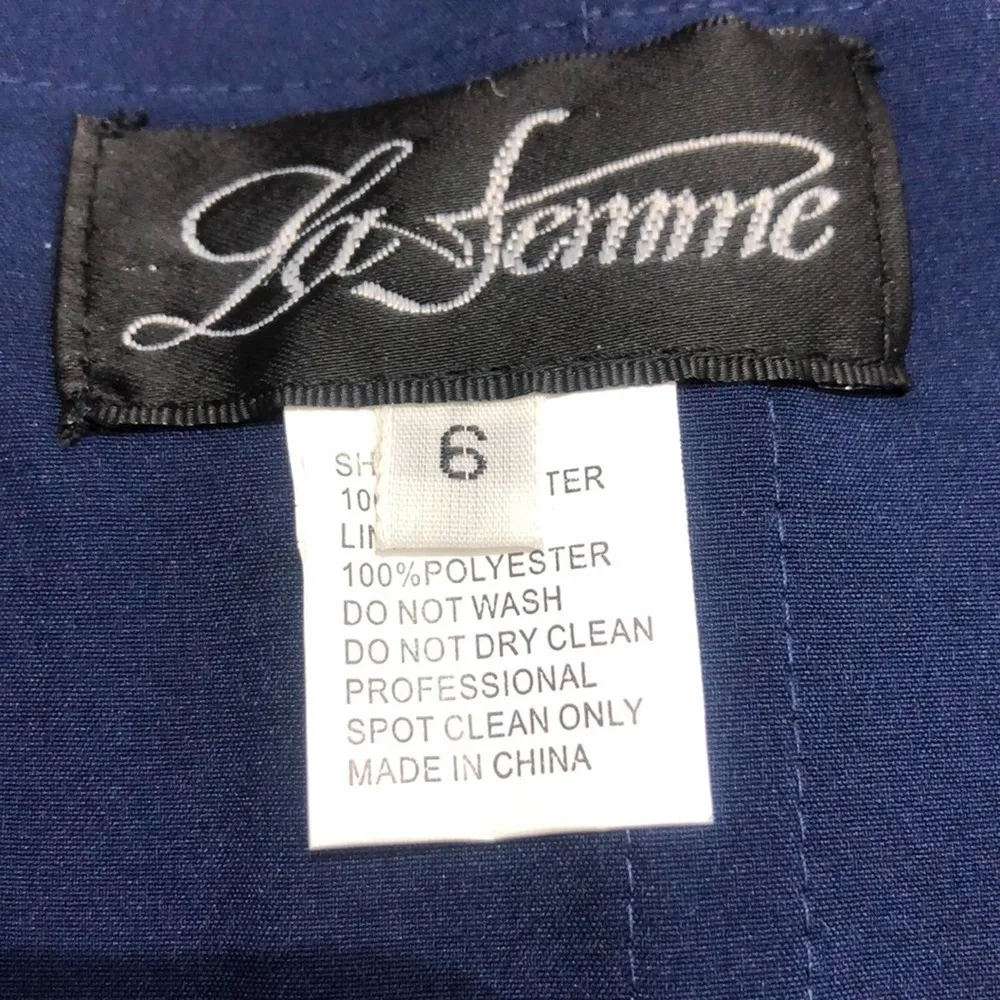 La Femme
6
SH
10 TER
LIN
100%POLYESTER
DO NOT WASH
DO NOT DRY CLEAN
PROFESSIONAL
SPOT CLEAN ONLY
MADE IN CHINA